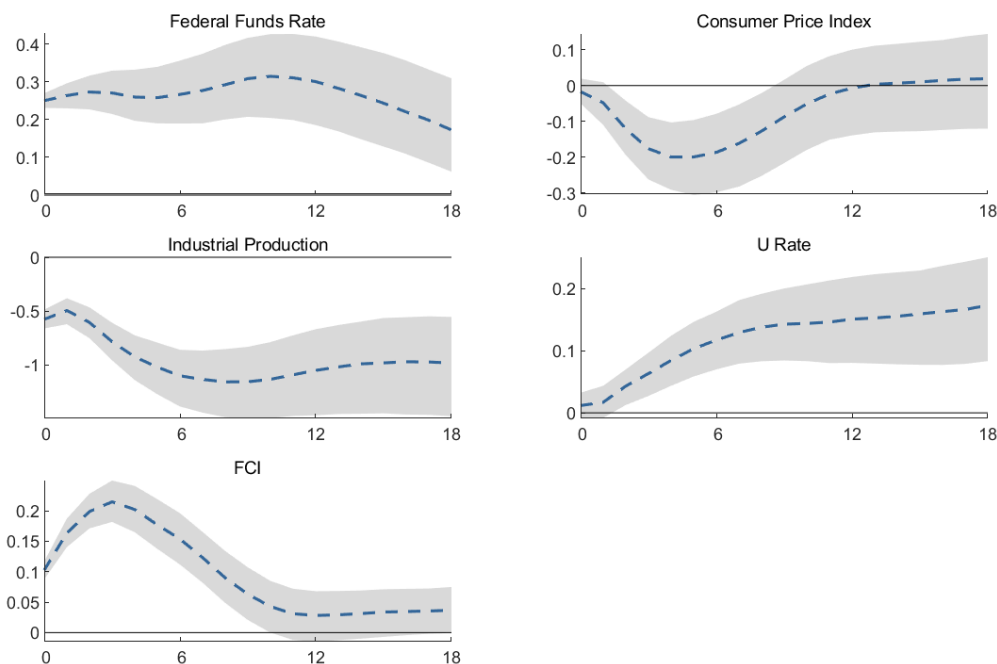 Federal Funds Rate
0.4
0.3
0.2
0.1
0
0 6 12 18
Consumer Price Index
0.1
0
-0.1
-0.2
-0.3
0 6 12 18
Industrial Production
0
-0.5
-1
0 6 12 18
U Rate
0.2
0.1
0
0 6 12 18
FCI
0.2
0.15
0.1
0.05
0
0 6 12 18